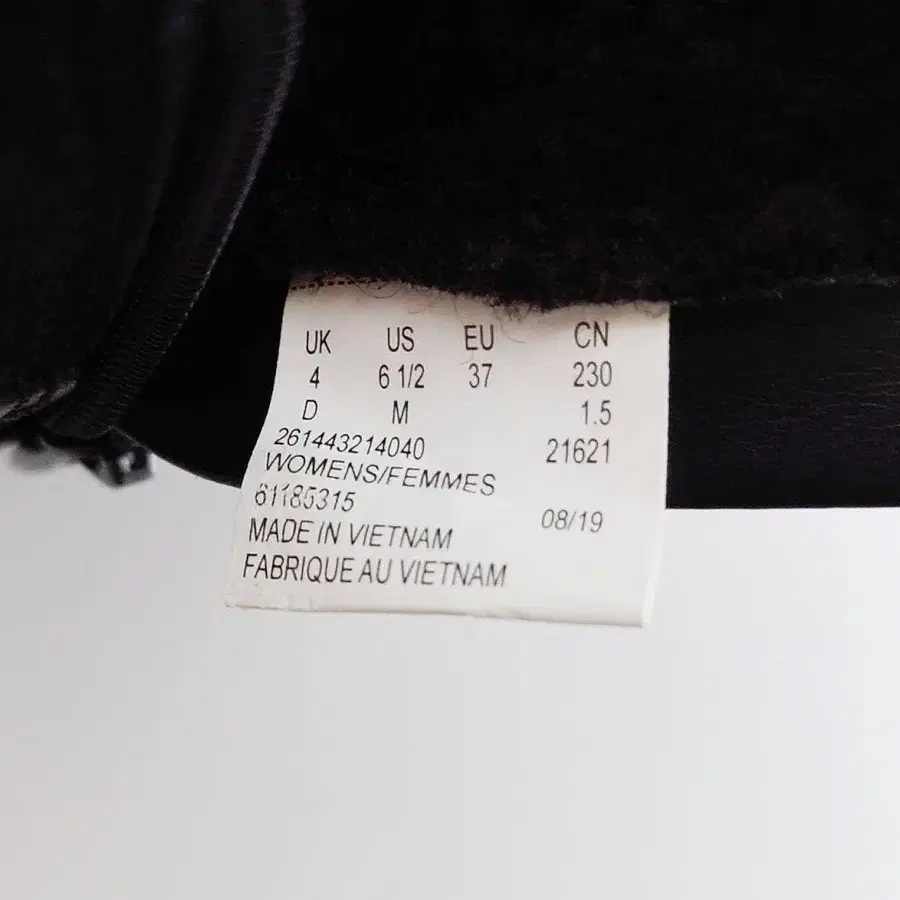 UK US EU CN
4 6 1/2 37 230
D M 1.5
261443214040 21621
WOMENS/FEMMES
61185315 08/19
MADE IN VIETNAM
FABRIQUE AU VIETNAM